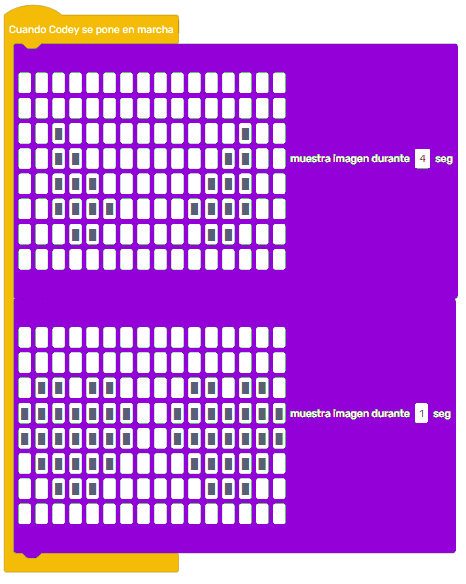 Cuando Codey se pone en marcha
muestra imagen durante 4 seg
muestra imagen durante 1 seg